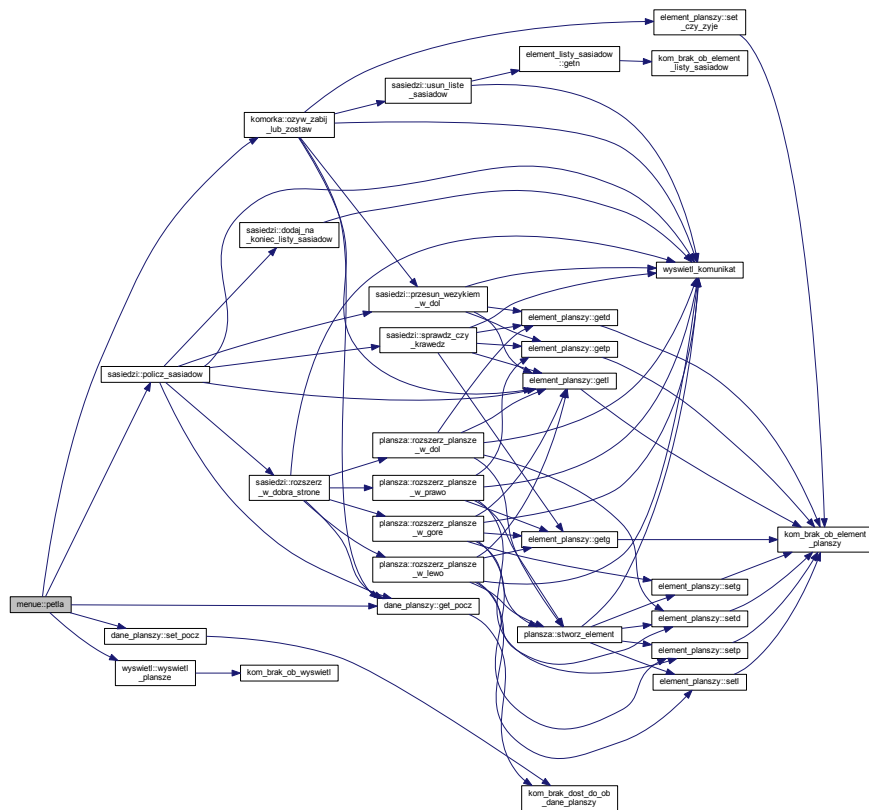 element_planszy::set
_czy_zyje
element_listy_sasiadow
::getn
kom_brak_ob_element
_listy_sasiadow
sasiedzi::usun_liste
_sasiadow
komorka::ozyw_zabij
_lub_zostaw
sasiedzi::dodaj_na
_koniec_listy_sasiadow
wyswietl_komunikat
sasiedzi::przesun_wezykiem
_w_dol
element_planszy::getd
sasiedzi::sprawdz_czy
_krawedz
element_planszy::getp
sasiedzi::policz_sasiadow
element_planszy::getl
plansza::rozszerz_plansze
_w_dol
sasiedzi::rozszerz
_w_dobra_strone
plansza::rozszerz_plansze
_w_prawo
plansza::rozszerz_plansze
_w_gore
element_planszy::getg
kom_brak_ob_element
_planszy
plansza::rozszerz_plansze
_w_lewo
element_planszy::setg
menue::petla
dane_planszy::get_pocz
element_planszy::setd
dane_planszy::set_pocz
plansza::stworz_element
element_planszy::setp
wyswietl::wyswietl
_plansze
kom_brak_ob_wyswietl
element_planszy::setl
kom_brak_dost_do_ob
_dane_planszy